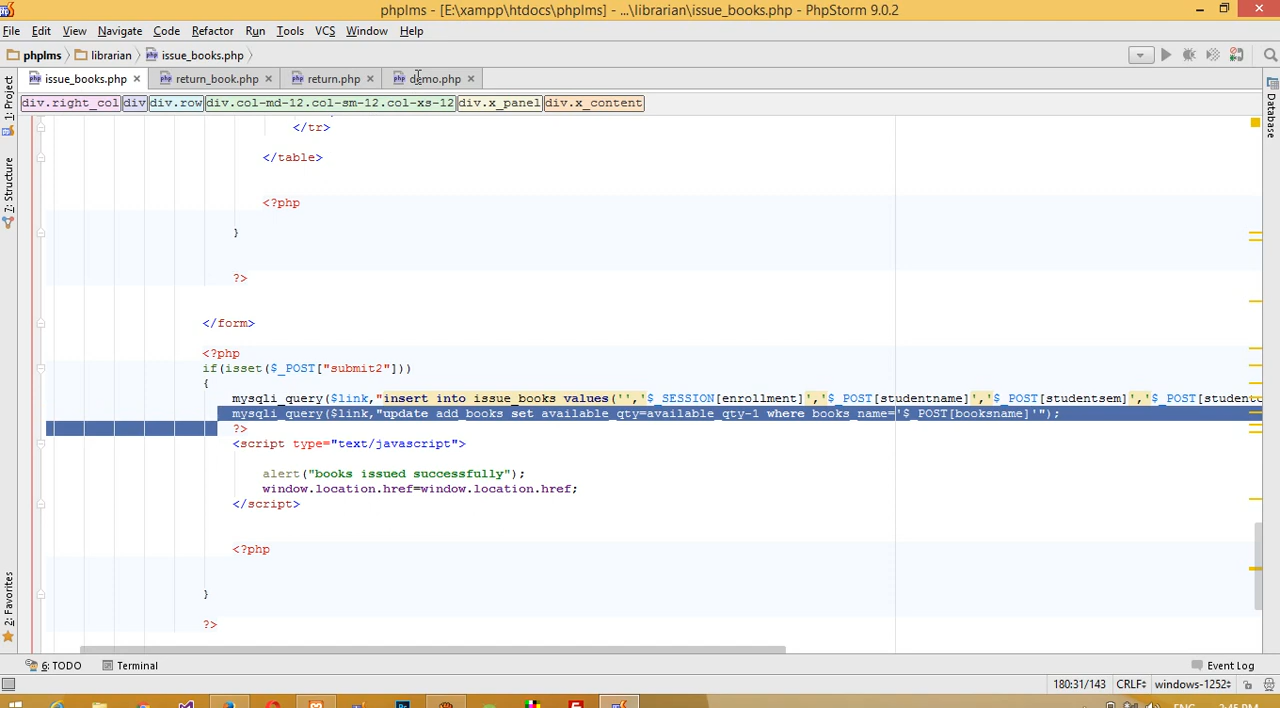 phplms - [E:\xampp\htdocs\phplms] - ...\librarian\issue_books.php - PhpStorm 9.0.2
File Edit View Navigate Code Refactor Run Tools VCS Window Help
phplms librarian issue_books.php
issue_books.php return_book.php return.php demo.php
div.right_col div div.row div.col-md-12.col-sm-12.col-xs-12 div.x_panel div.x_content
1: Project
7: Structure
2: Favorites
Database
</tr>
</table>
<?php
}
?>
</form>
<?php
if(isset($_POST["submit2"]))
{
mysqli_query($link,"insert into issue_books values('','$_SESSION[enrollment]','$_POST[studentname]','$_POST[studentsem]','$_POST[studentc
mysqli_query($link,"update add_books set available_qty=available_qty-1 where books_name='$_POST[booksname]'");
?>
<script type="text/javascript">
alert("books issued successfully");
window.location.href=window.location.href;
</script>
<?php
}
?>
6: TODO Terminal Event Log
180:31/143 CRLF windows-1252
ENG 2:45 PM